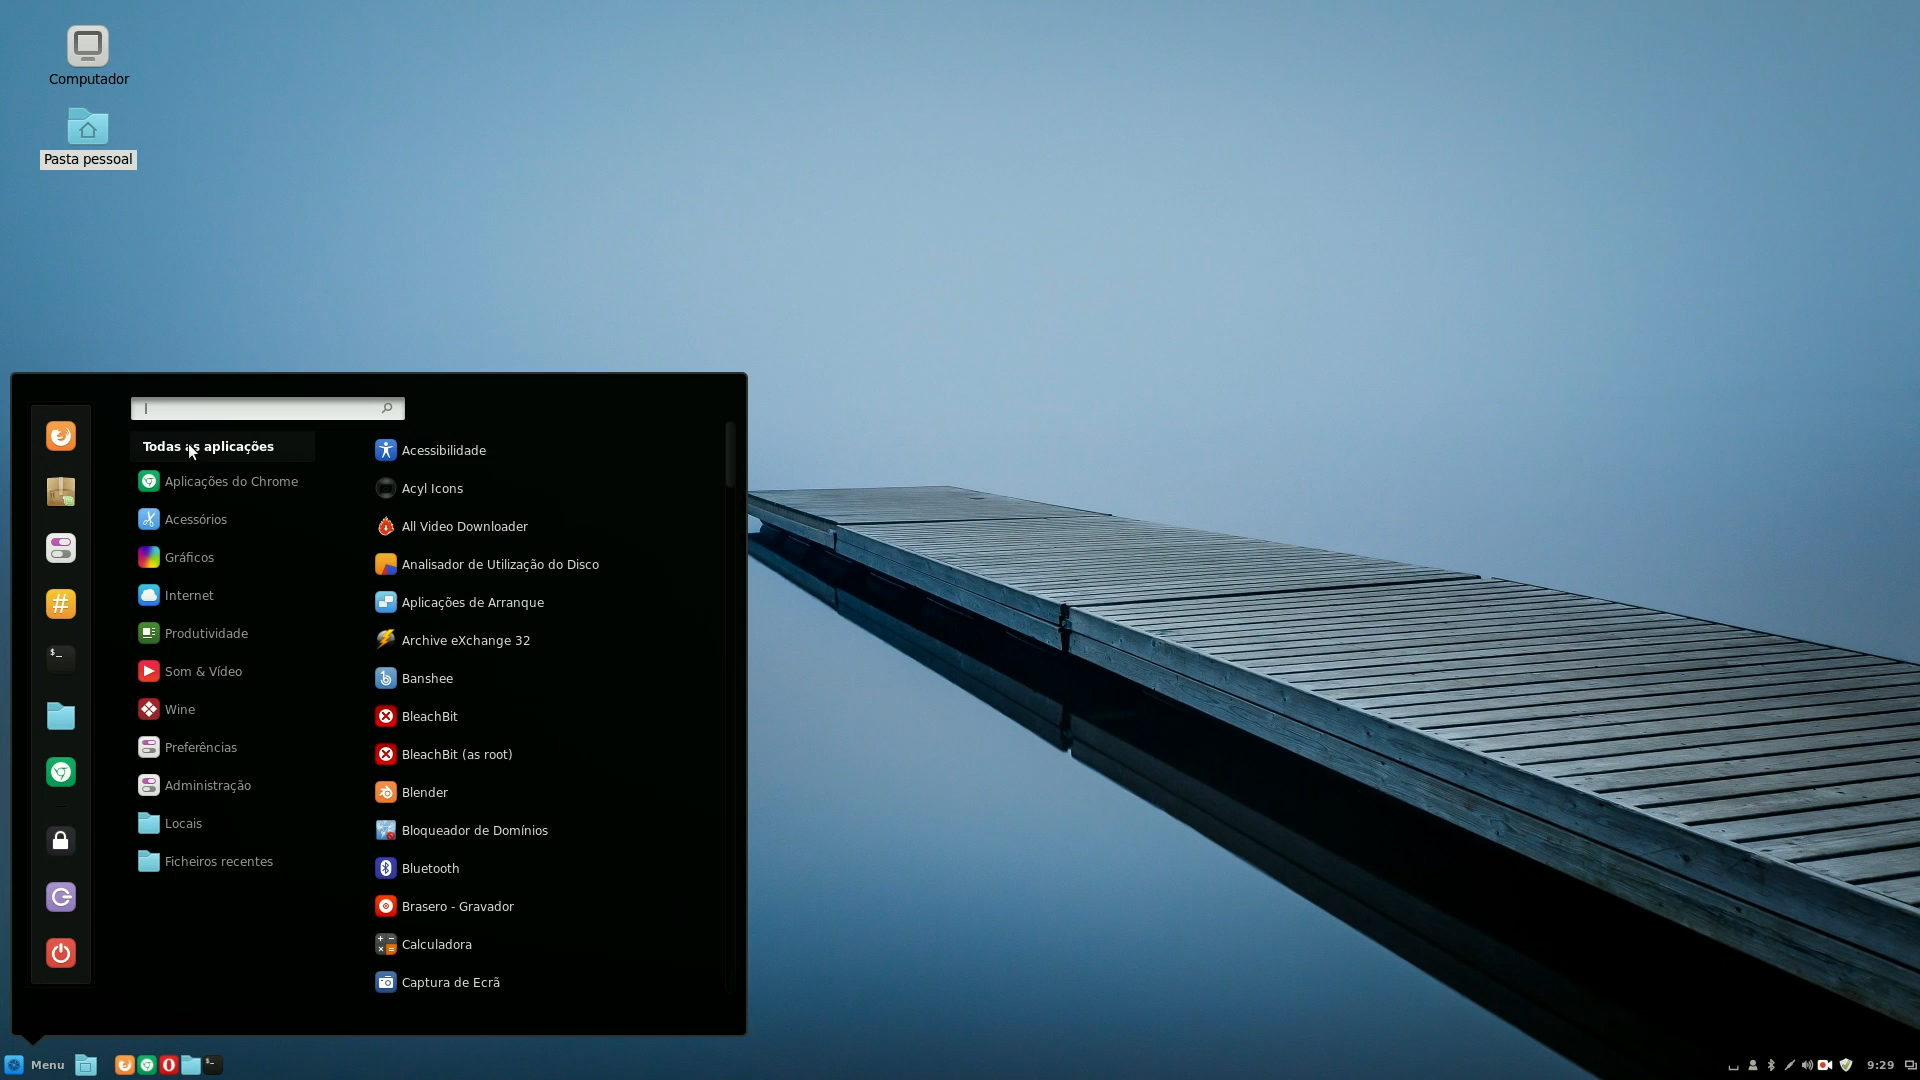 Computador
Pasta pessoal
Todas as aplicações
Aplicações do Chrome
Acessórios
Gráficos
Internet
Produtividade
Som & Vídeo
Wine
Preferências
Administração
Locais
Ficheiros recentes
Acessibilidade
Acyl Icons
All Video Downloader
Analisador de Utilização do Disco
Aplicações de Arranque
Archive eXchange 32
Banshee
BleachBit
BleachBit (as root)
Blender
Bloqueador de Domínios
Bluetooth
Brasero - Gravador
Calculadora
Captura de Ecrã
Menu
9:29